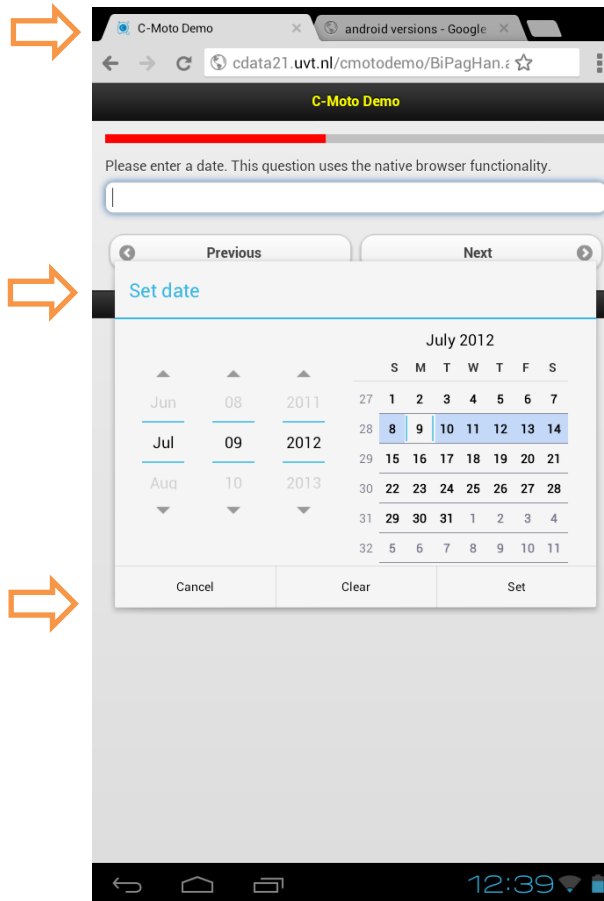 C-Moto Demo
android versions - Google
cdata21.uvt.nl/cmotodemo/BiPagHan.a
C-Moto Demo
Please enter a date. This question uses the native browser functionality.
Previous Next
Set date
July 2012
S M T W T F S
Jun 08 2011
27 1 2 3 4 5 6 7
28 8 9 10 11 12 13 14
Jul 09 2012
29 15 16 17 18 19 20 21
Aug 10 2013
30 22 23 24 25 26 27 28
31 29 30 31 1 2 3 4
32 5 6 7 8 9 10 11
Cancel Clear Set
12:39